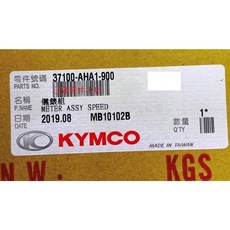 零件號碼 37100-AHA1-900
PARTS NO.
名稱 儀錶組
P.NAME METER ASSY SPEED
日期 2019.08 MB10102B 數量 1*
DATE Q'TY
KYMCO
MADE IN TAIWAN
N.W. KGS